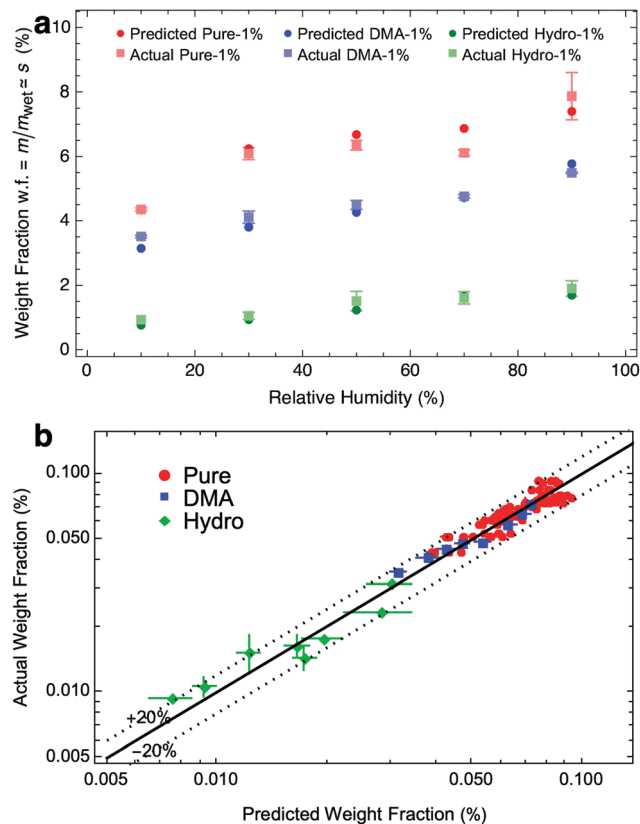 a
Predicted Pure-1% Predicted DMA-1% Predicted Hydro-1%
Actual Pure-1% Actual DMA-1% Actual Hydro-1%
Weight Fraction w.f. = m/m_wet ≃ s (%)
10
8
6
4
2
0
0 20 40 60 80 100
Relative Humidity (%)
b
Pure
DMA
Hydro
Actual Weight Fraction (%)
0.100
0.050
0.010
0.005
+20%
−20%
0.005 0.010 0.050 0.100
Predicted Weight Fraction (%)